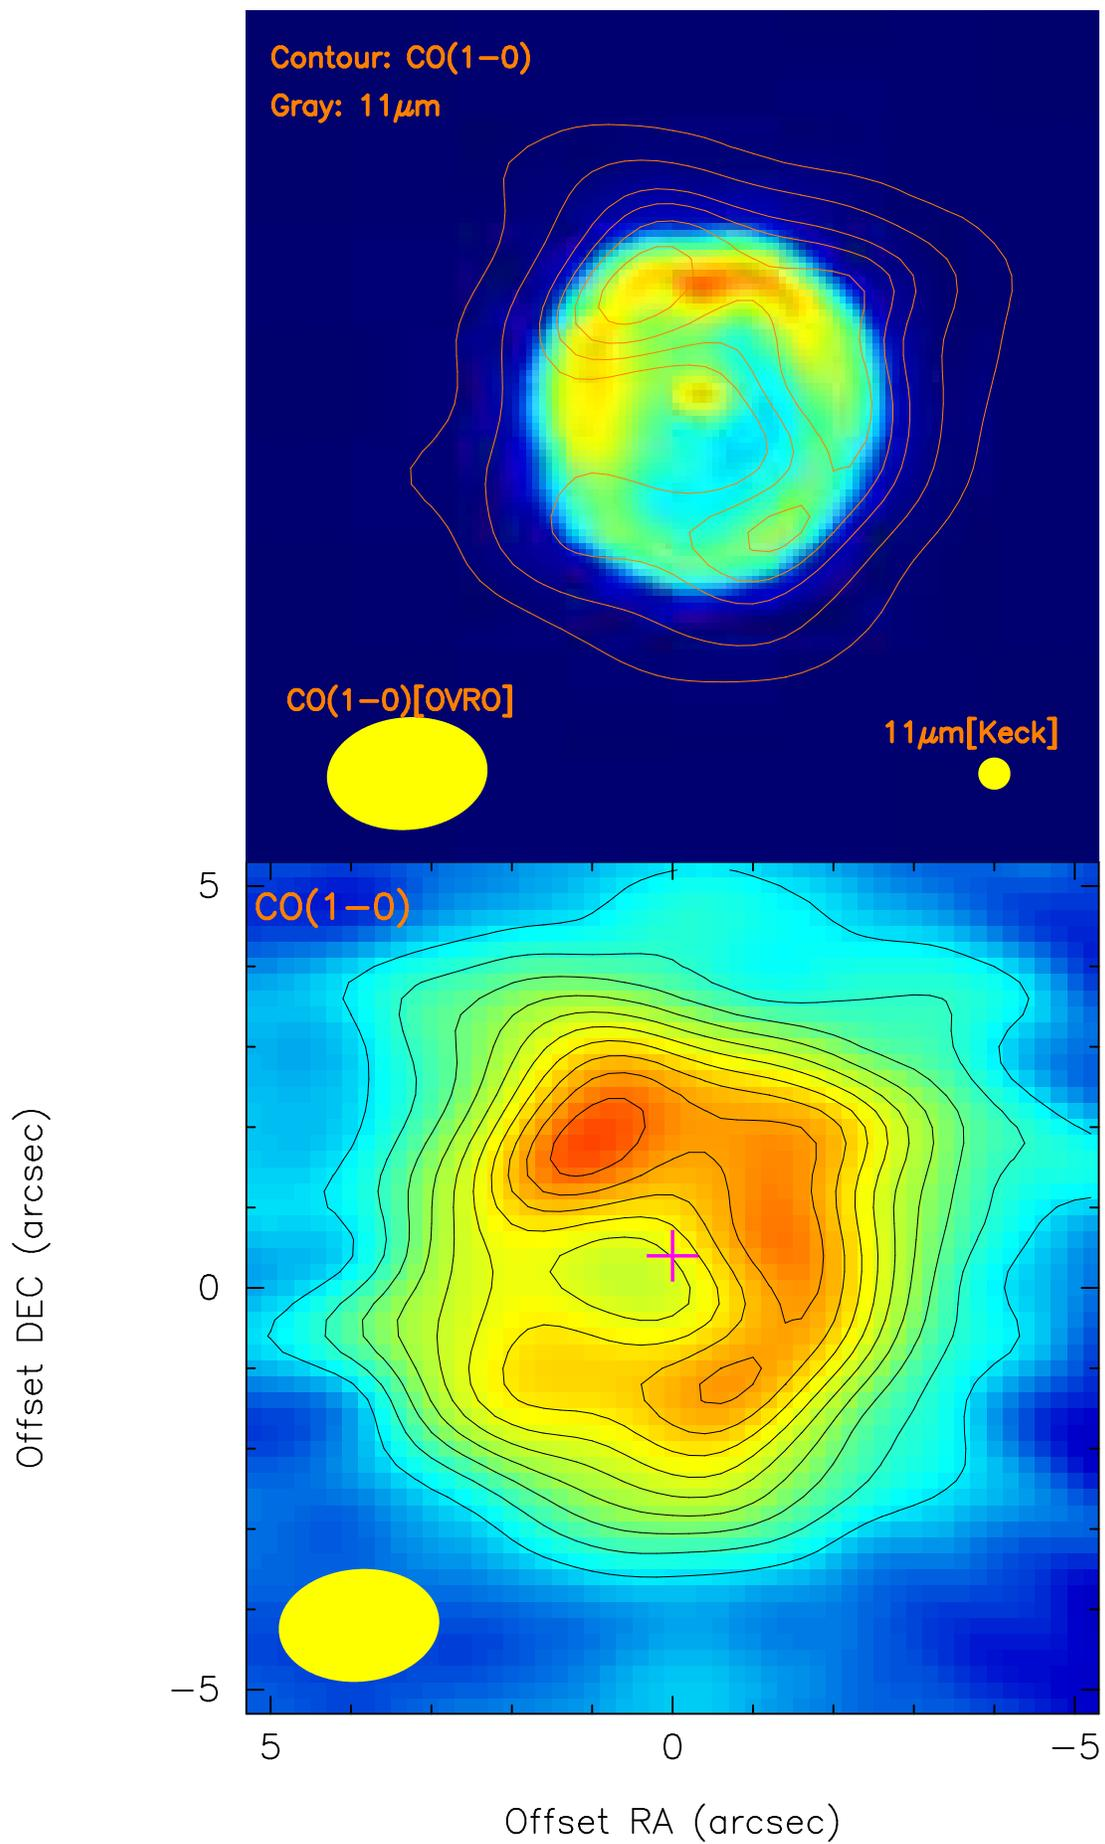 Contour: CO(1−0)
Gray: 11μm
CO(1−0)[OVRO]
11μm[Keck]
CO(1−0)
5
0
−5
Offset DEC (arcsec)
5
0
−5
Offset RA (arcsec)